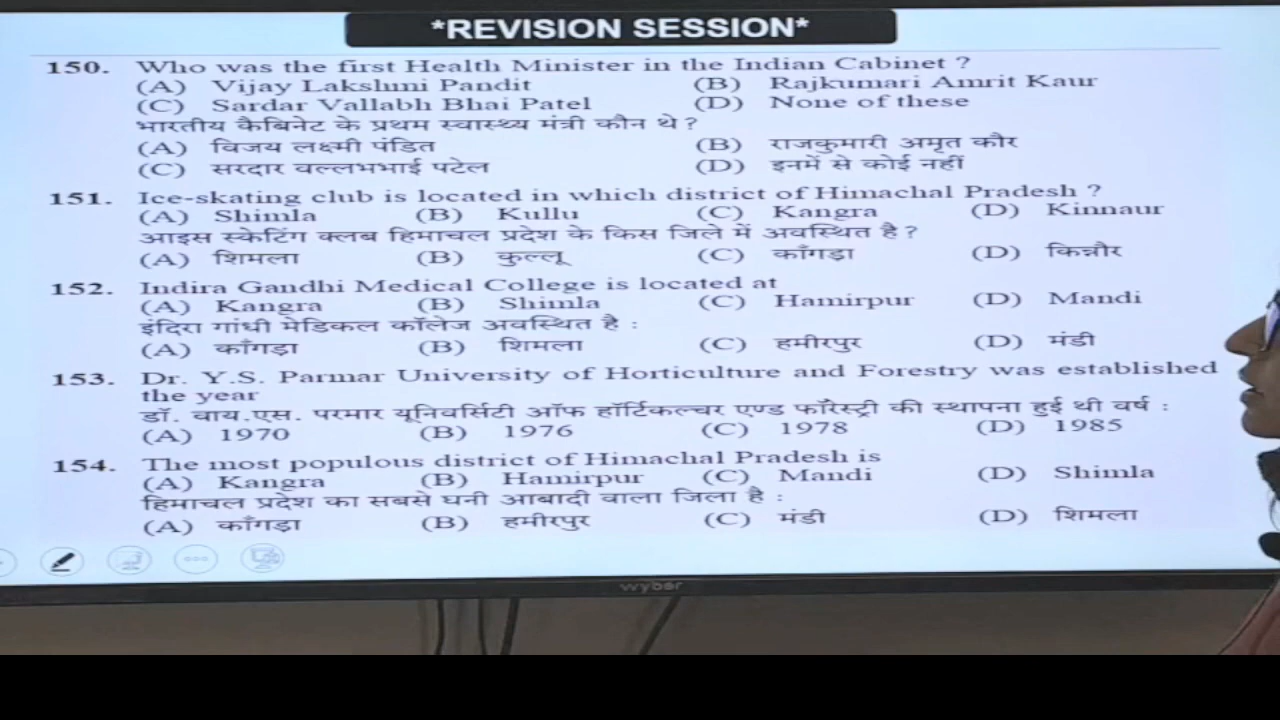 *REVISION SESSION*
150. Who was the first Health Minister in the Indian Cabinet ?
(A) Vijay Lakshmi Pandit (B) Rajkumari Amrit Kaur
(C) Sardar Vallabh Bhai Patel (D) None of these
भारतीय कैबिनेट के प्रथम स्वास्थ्य मंत्री कौन थे ?
(A) विजय लक्ष्मी पंडित (B) राजकुमारी अमृत कौर
(C) सरदार वल्लभभाई पटेल (D) इनमें से कोई नहीं
151. Ice-skating club is located in which district of Himachal Pradesh ?
(A) Shimla (B) Kullu (C) Kangra (D) Kinnaur
आइस स्केटिंग क्लब हिमाचल प्रदेश के किस जिले में अवस्थित है ?
(A) शिमला (B) कुल्लू (C) काँगड़ा (D) किन्नौर
152. Indira Gandhi Medical College is located at
(A) Kangra (B) Shimla (C) Hamirpur (D) Mandi
इंदिरा गांधी मेडिकल कॉलेज अवस्थित है :
(A) काँगड़ा (B) शिमला (C) हमीरपुर (D) मंडी
153. Dr. Y.S. Parmar University of Horticulture and Forestry was established
the year
डॉ. वाय.एस. परमार यूनिवर्सिटी ऑफ हॉर्टिकल्चर एण्ड फॉरेस्ट्री की स्थापना हुई थी वर्ष :
(A) 1970 (B) 1976 (C) 1978 (D) 1985
154. The most populous district of Himachal Pradesh is
(A) Kangra (B) Hamirpur (C) Mandi (D) Shimla
हिमाचल प्रदेश का सबसे घनी आबादी वाला जिला है :
(A) काँगड़ा (B) हमीरपुर (C) मंडी (D) शिमला
wyber